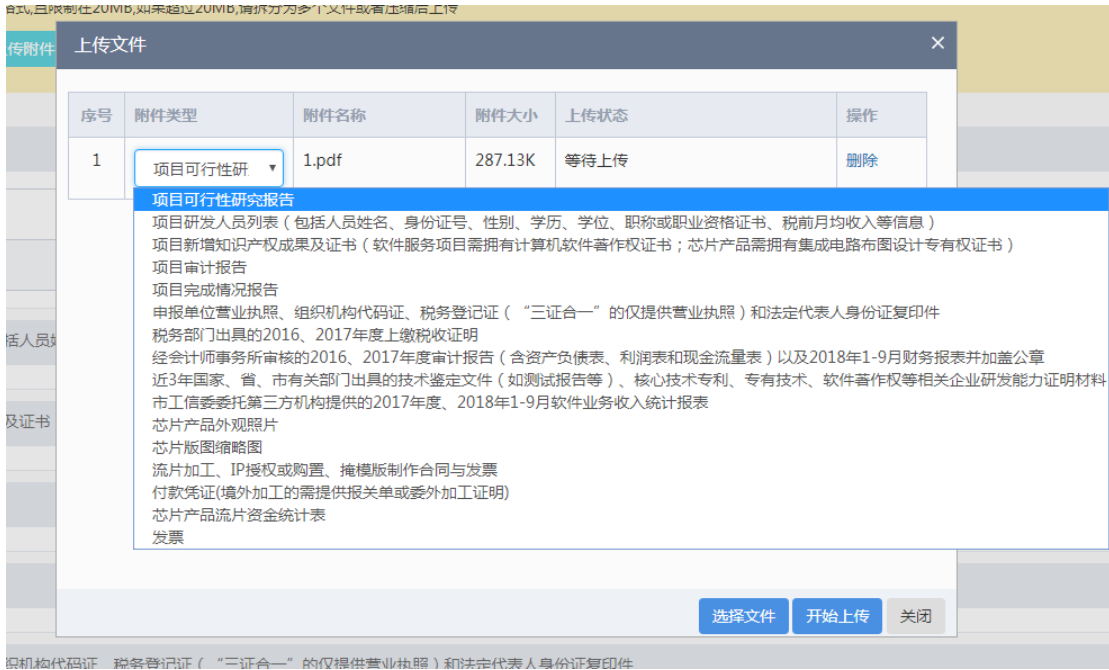 格式,且限制在20MB,如果超过20MB,请拆分为多个文件或者压缩后上传
传附件
上传文件 ×
序号 附件类型 附件名称 附件大小 上传状态 操作
1 项目可行性研 1.pdf 287.13K 等待上传 删除
项目可行性研究报告
项目研发人员列表（包括人员姓名、身份证号、性别、学历、学位、职称或职业资格证书、税前月均收入等信息）
项目新增知识产权成果及证书（软件服务项目需拥有计算机软件著作权证书；芯片产品需拥有集成电路布图设计专有权证书）
项目审计报告
项目完成情况报告
申报单位营业执照、组织机构代码证、税务登记证（“三证合一”的仅提供营业执照）和法定代表人身份证复印件
税务部门出具的2016、2017年度上缴税收证明
括人员姓
经会计师事务所审核的2016、2017年度审计报告（含资产负债表、利润表和现金流量表）以及2018年1-9月财务报表并加盖公章
近3年国家、省、市有关部门出具的技术鉴定文件（如测试报告等）、核心技术专利、专有技术、软件著作权等相关企业研发能力证明材料
市工信委委托第三方机构提供的2017年度、2018年1-9月软件业务收入统计报表
及证书
芯片产品外观照片
芯片版图缩略图
流片加工、IP授权或购置、掩模版制作合同与发票
付款凭证(境外加工的需提供报关单或委外加工证明)
芯片产品流片资金统计表
发票
选择文件 开始上传 关闭
织机构代码证、税务登记证（“三证合一”的仅提供营业执照）和法定代表人身份证复印件